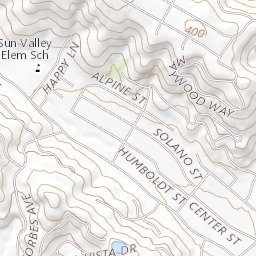 400
Sun Valley
Elem Sch
HAPPY LN
ALPINE ST
MAYWOOD WAY
SOLANO ST
HUMBOLDT ST
CENTER ST
FORBES AVE
VISTA DR